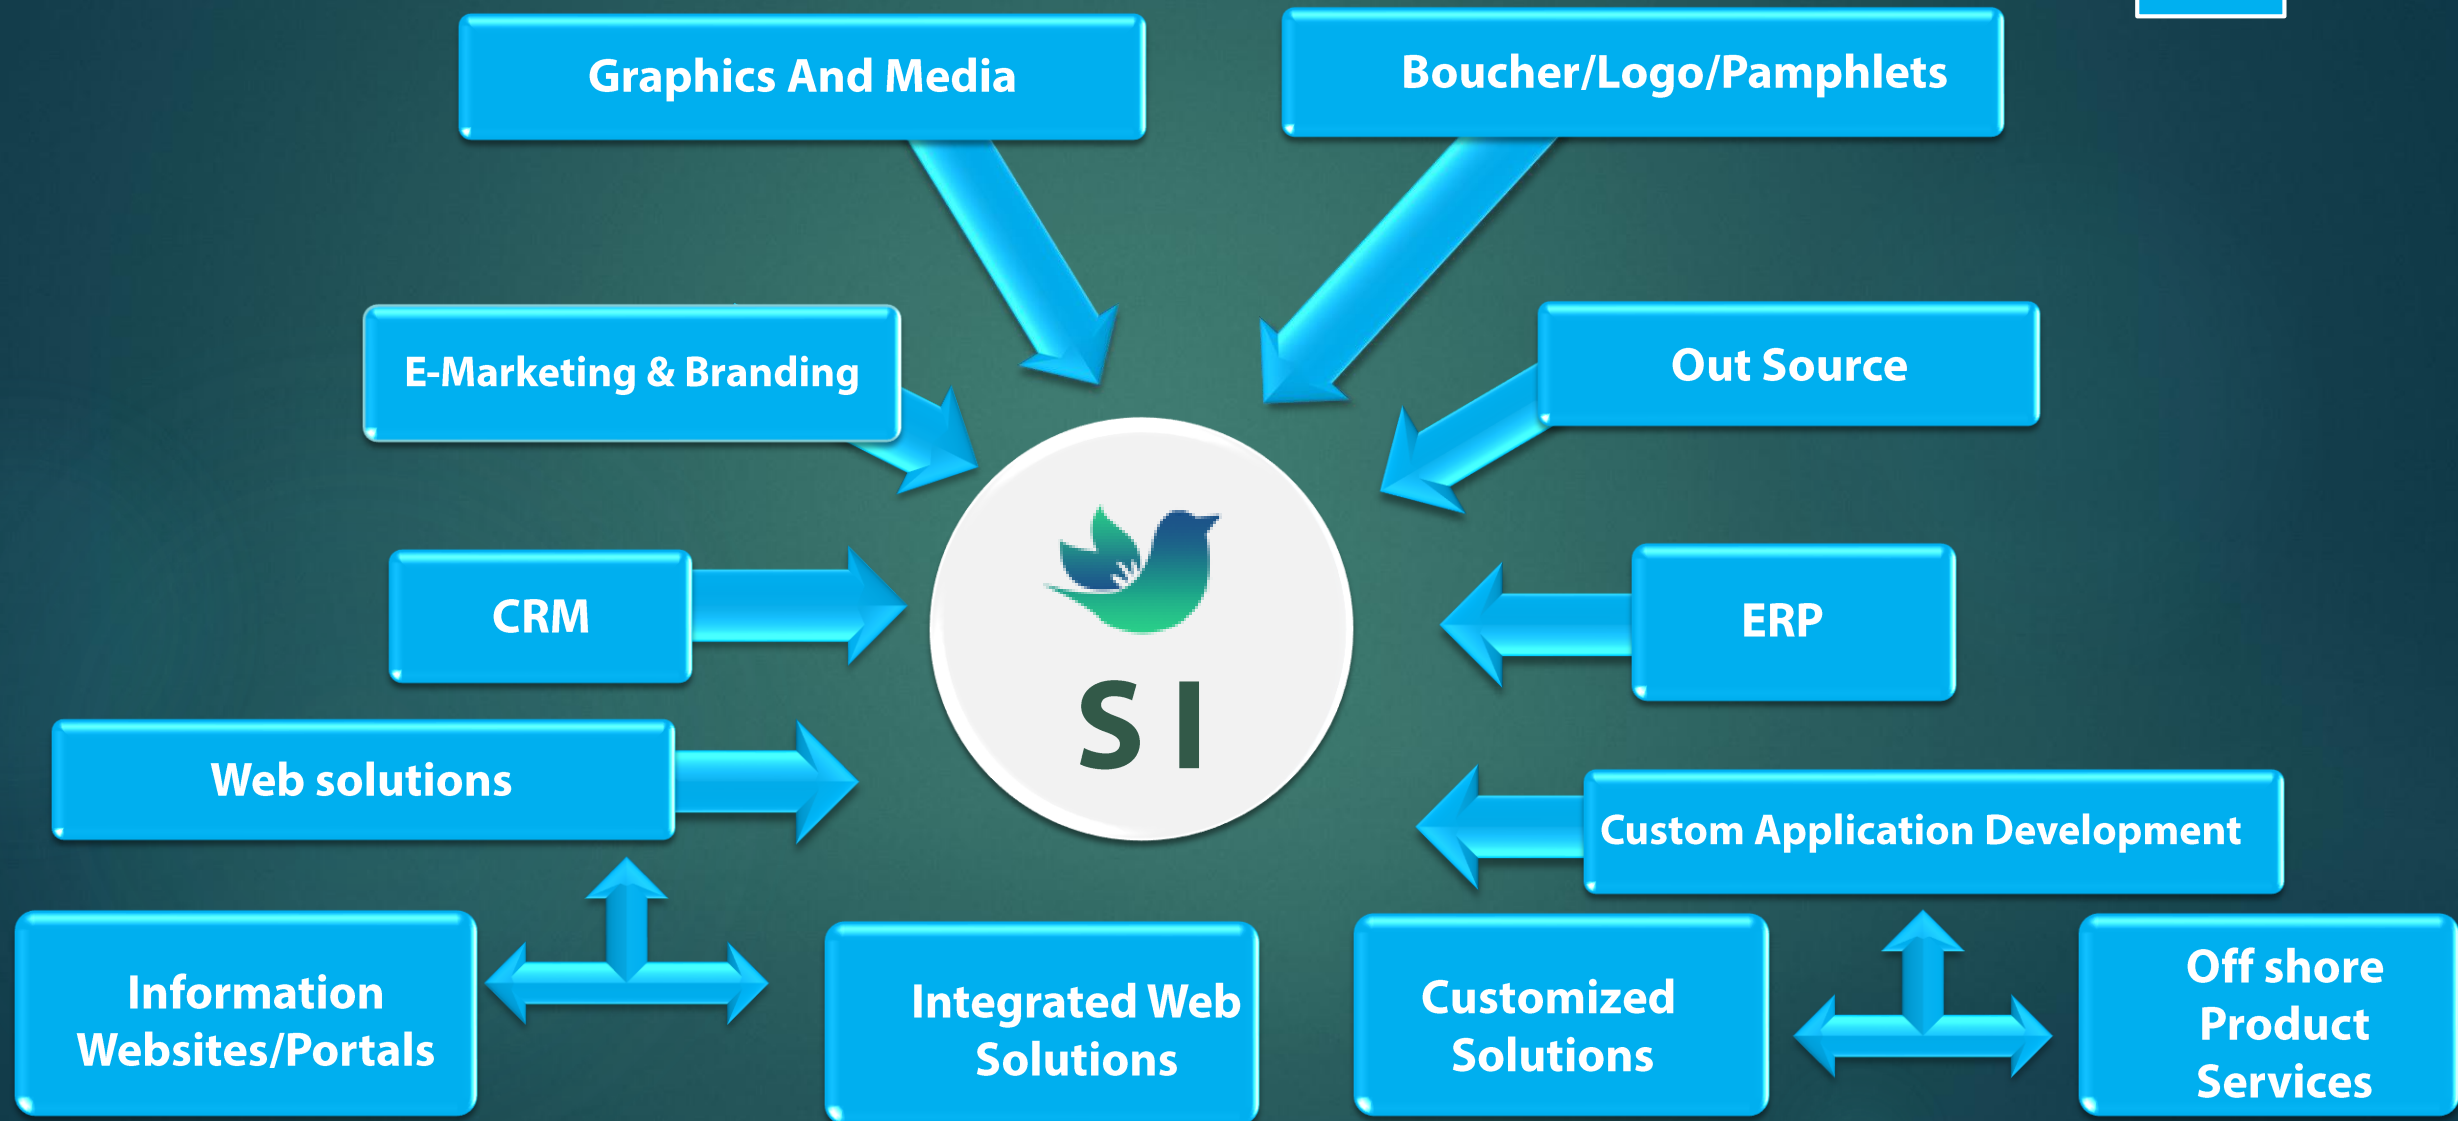 Graphics And Media
Boucher/Logo/Pamphlets
E-Marketing & Branding
Out Source
CRM
ERP
S I
Web solutions
Custom Application Development
Information
Websites/Portals
Integrated Web
Solutions
Customized
Solutions
Off shore
Product
Services